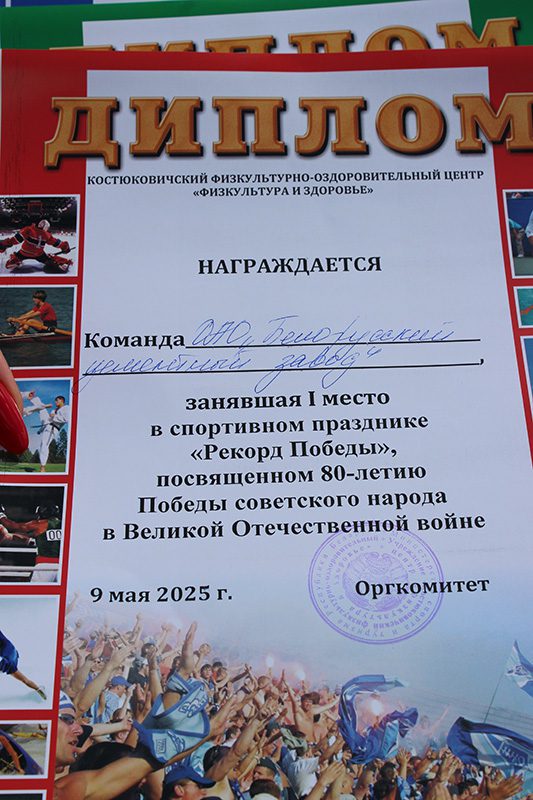 ДИПЛОМ
ДИПЛОМ
КОСТЮКОВИЧСКИЙ ФИЗКУЛЬТУРНО-ОЗДОРОВИТЕЛЬНЫЙ ЦЕНТР
«ФИЗКУЛЬТУРА И ЗДОРОВЬЕ»
НАГРАЖДАЕТСЯ
Команда ОАО „Белорусский
цементный завод“,
занявшая I место
в спортивном празднике
«Рекорд Победы»,
посвященном 80-летию
Победы советского народа
в Великой Отечественной войне
9 мая 2025 г. Оргкомитет